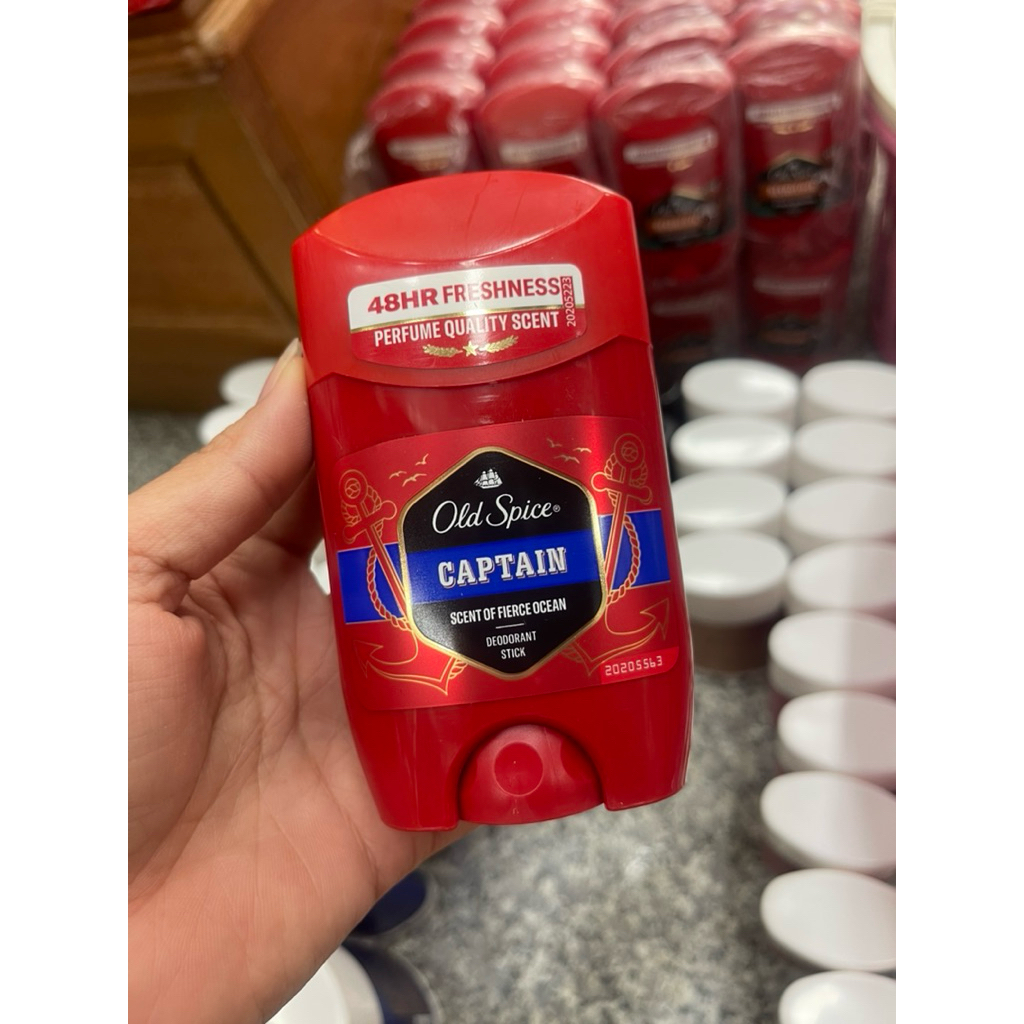 48HR FRESHNESS
20205223
PERFUME QUALITY SCENT
Old Spice®
CAPTAIN
SCENT OF FIERCE OCEAN
DEODORANT
STICK
20205563